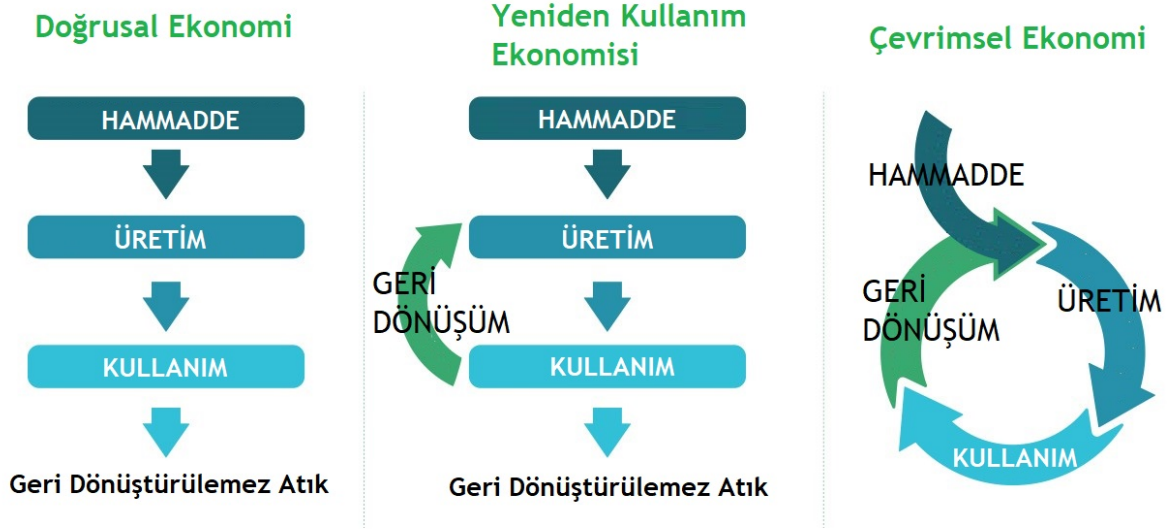 Doğrusal Ekonomi
HAMMADDE
ÜRETİM
KULLANIM
Geri Dönüştürülemez Atık
Yeniden Kullanım
Ekonomisi
HAMMADDE
ÜRETİM
GERİ
DÖNÜŞÜM
KULLANIM
Geri Dönüştürülemez Atık
Çevrimsel Ekonomi
HAMMADDE
GERİ
DÖNÜŞÜM
ÜRETİM
KULLANIM